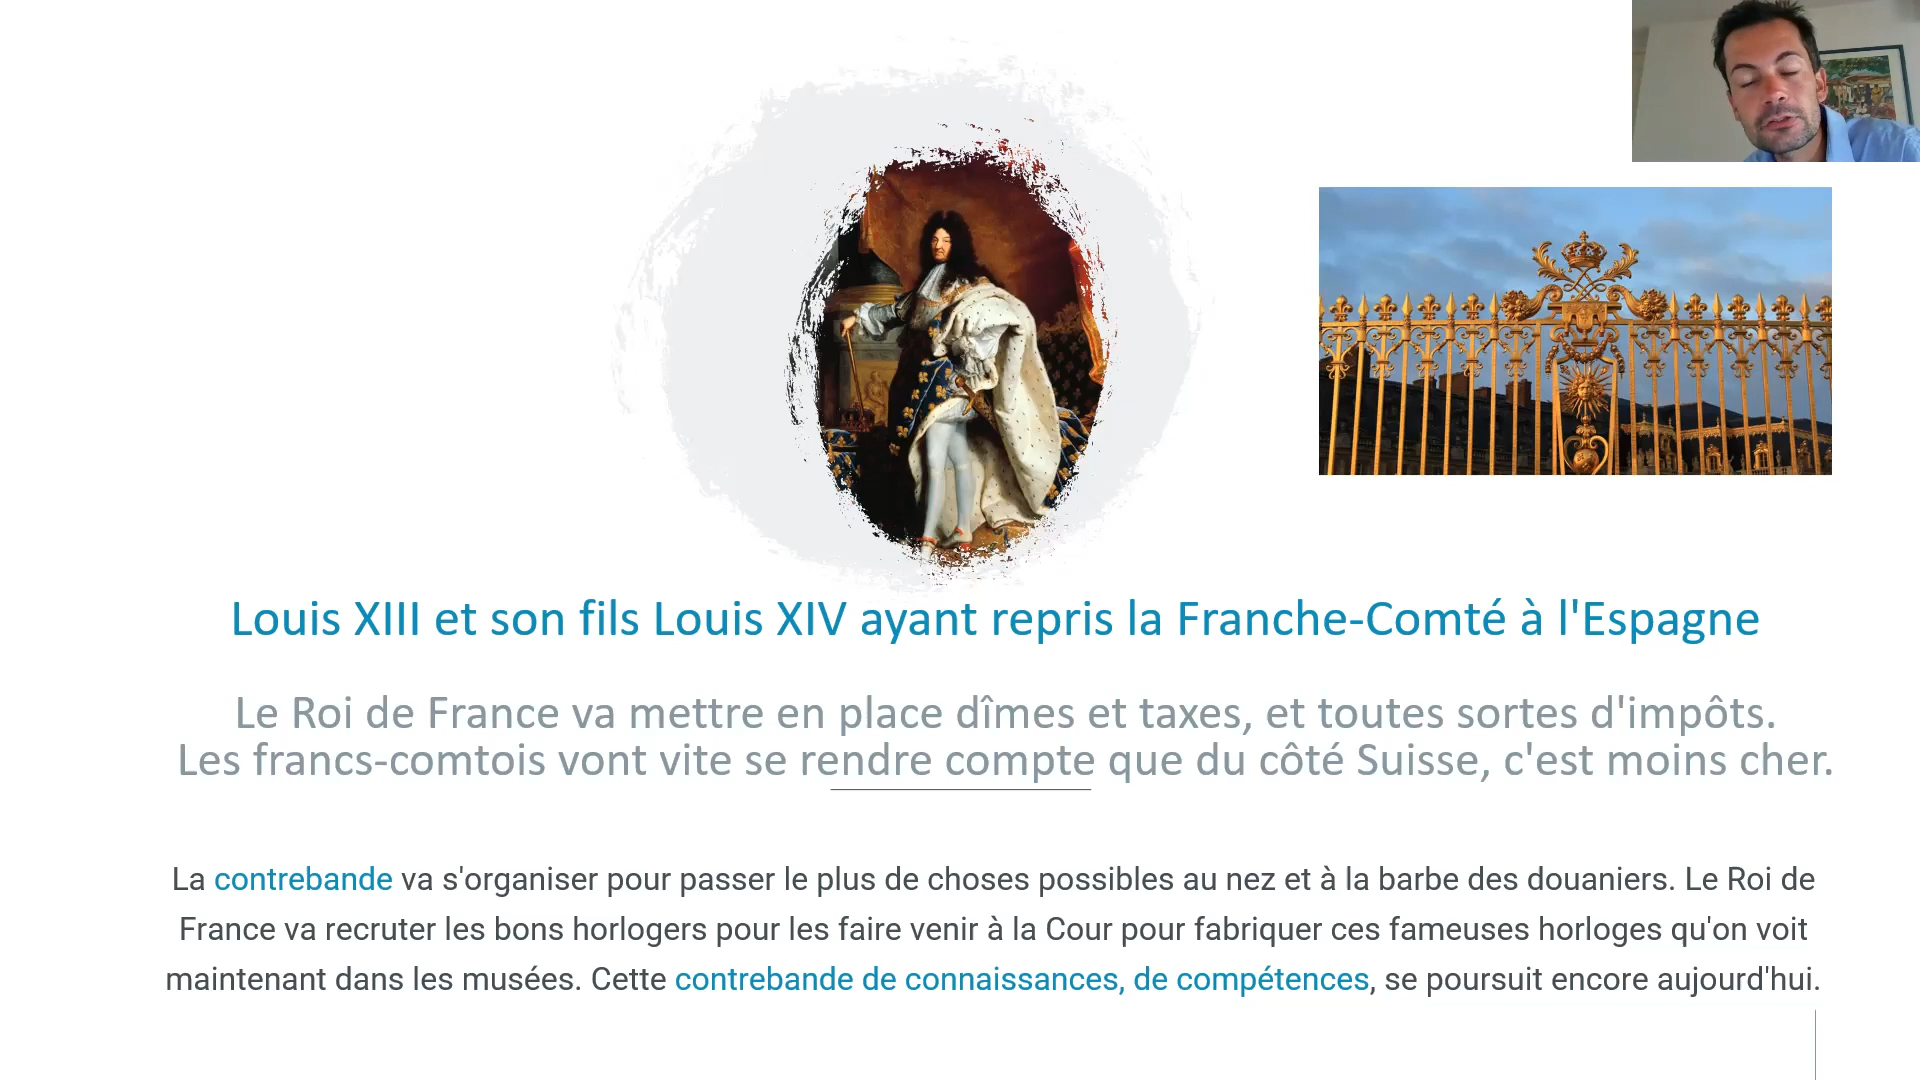 Louis XIII et son fils Louis XIV ayant repris la Franche-Comté à l'Espagne
Le Roi de France va mettre en place dîmes et taxes, et toutes sortes d'impôts.
Les francs-comtois vont vite se rendre compte que du côté Suisse, c'est moins cher.
La contrebande va s'organiser pour passer le plus de choses possibles au nez et à la barbe des douaniers. Le Roi de
France va recruter les bons horlogers pour les faire venir à la Cour pour fabriquer ces fameuses horloges qu'on voit
maintenant dans les musées. Cette contrebande de connaissances, de compétences, se poursuit encore aujourd'hui.